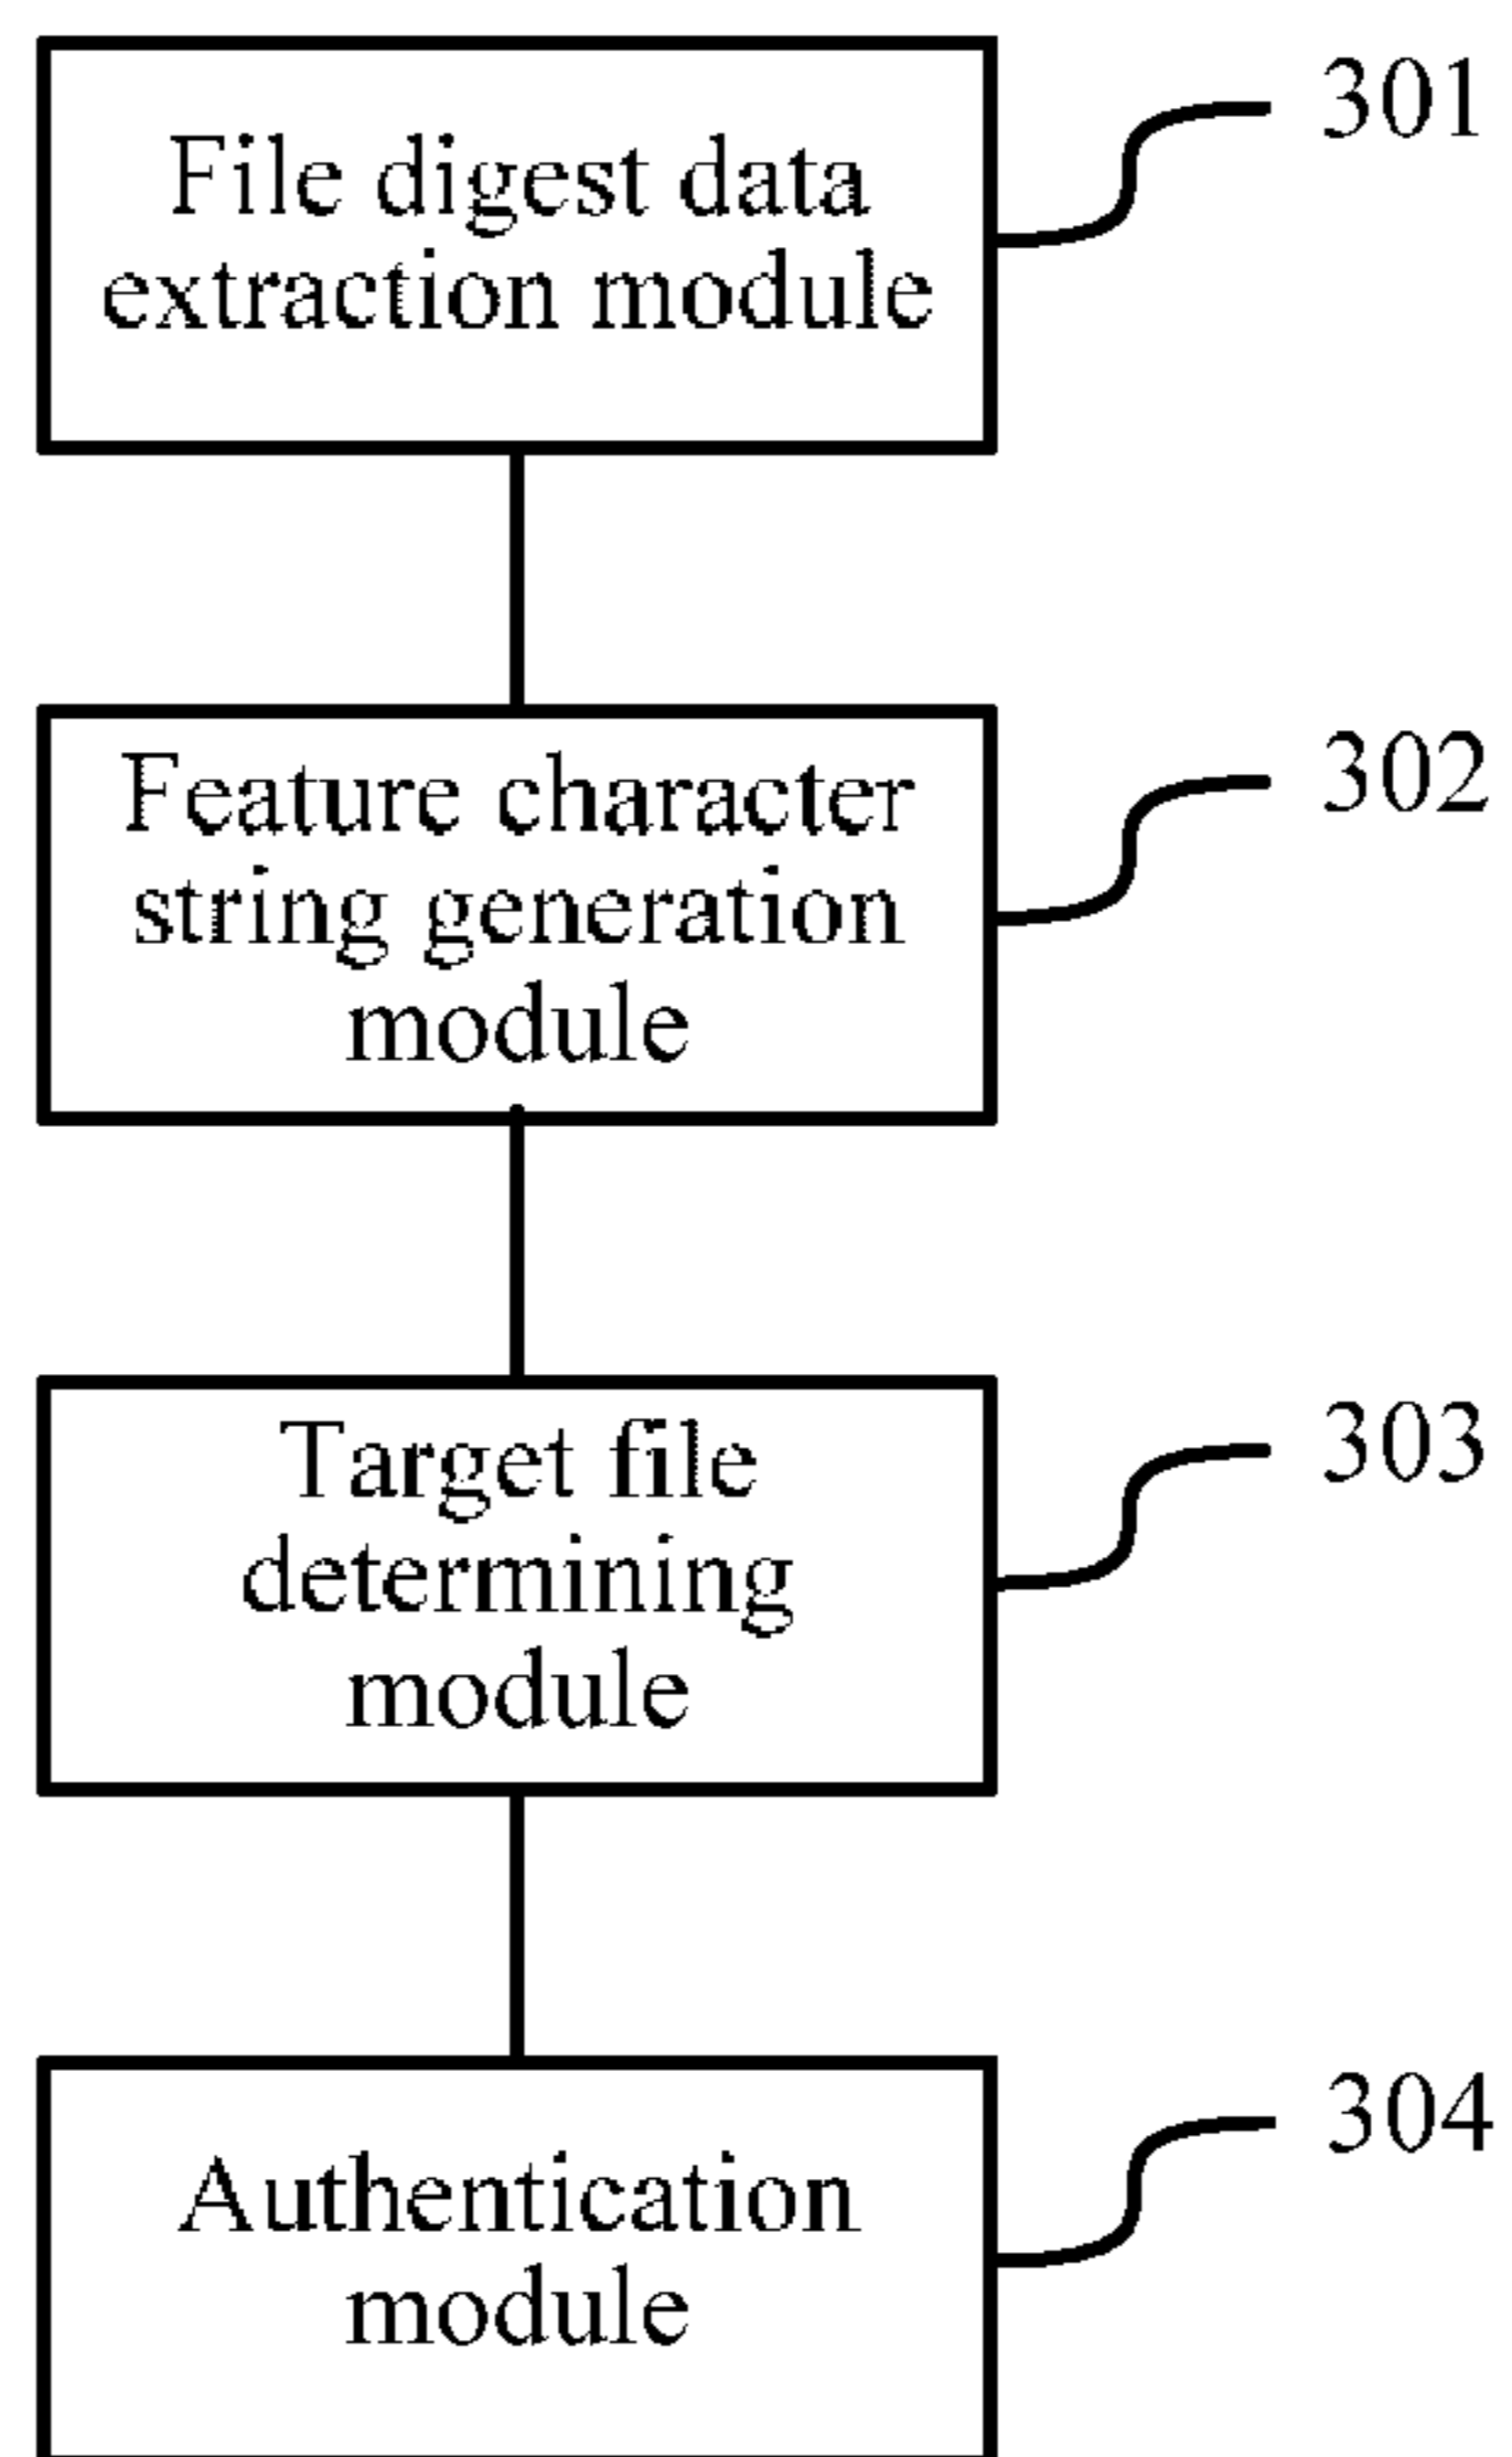 File digest data
extraction module
301
Feature character
string generation
module
302
Target file
determining
module
303
Authentication
module
304